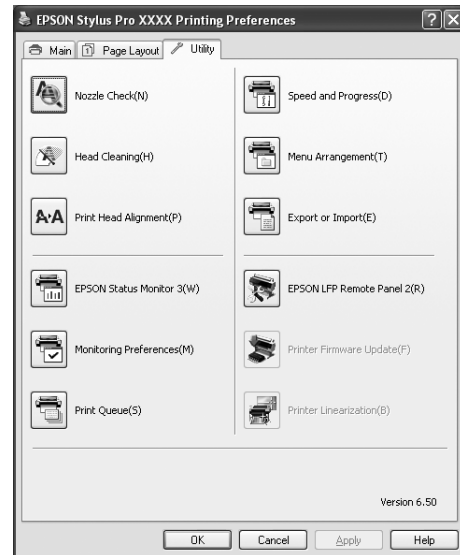 EPSON Stylus Pro XXXX Printing Preferences
Main
Page Layout
Utility
Nozzle Check(N)
Speed and Progress(D)
Head Cleaning(H)
Menu Arrangement(T)
A·A
Print Head Alignment(P)
Export or Import(E)
EPSON Status Monitor 3(W)
EPSON LFP Remote Panel 2(R)
Monitoring Preferences(M)
Printer Firmware Update(F)
Print Queue(S)
Printer Linearization(B)
Version 6.50
OK
Cancel
Apply
Help